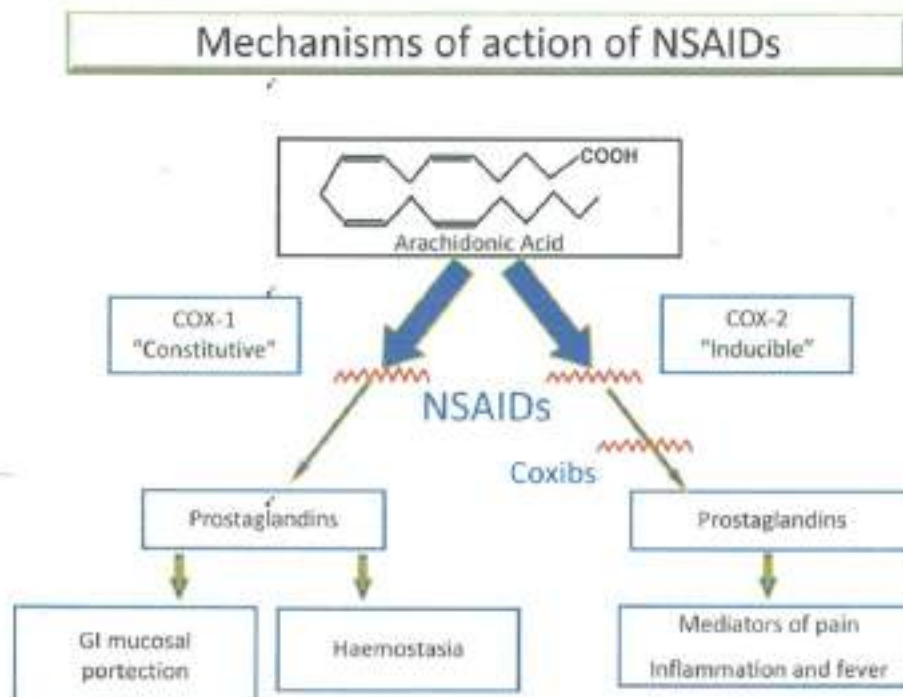 Mechanisms of action of NSAIDs
COOH
Arachidonic Acid
COX-1
"Constitutive"
COX-2
"Inducible"
NSAIDs
Coxibs
Prostaglandins
Prostaglandins
GI mucosal
portection
Haemostasia
Mediators of pain
Inflammation and fever